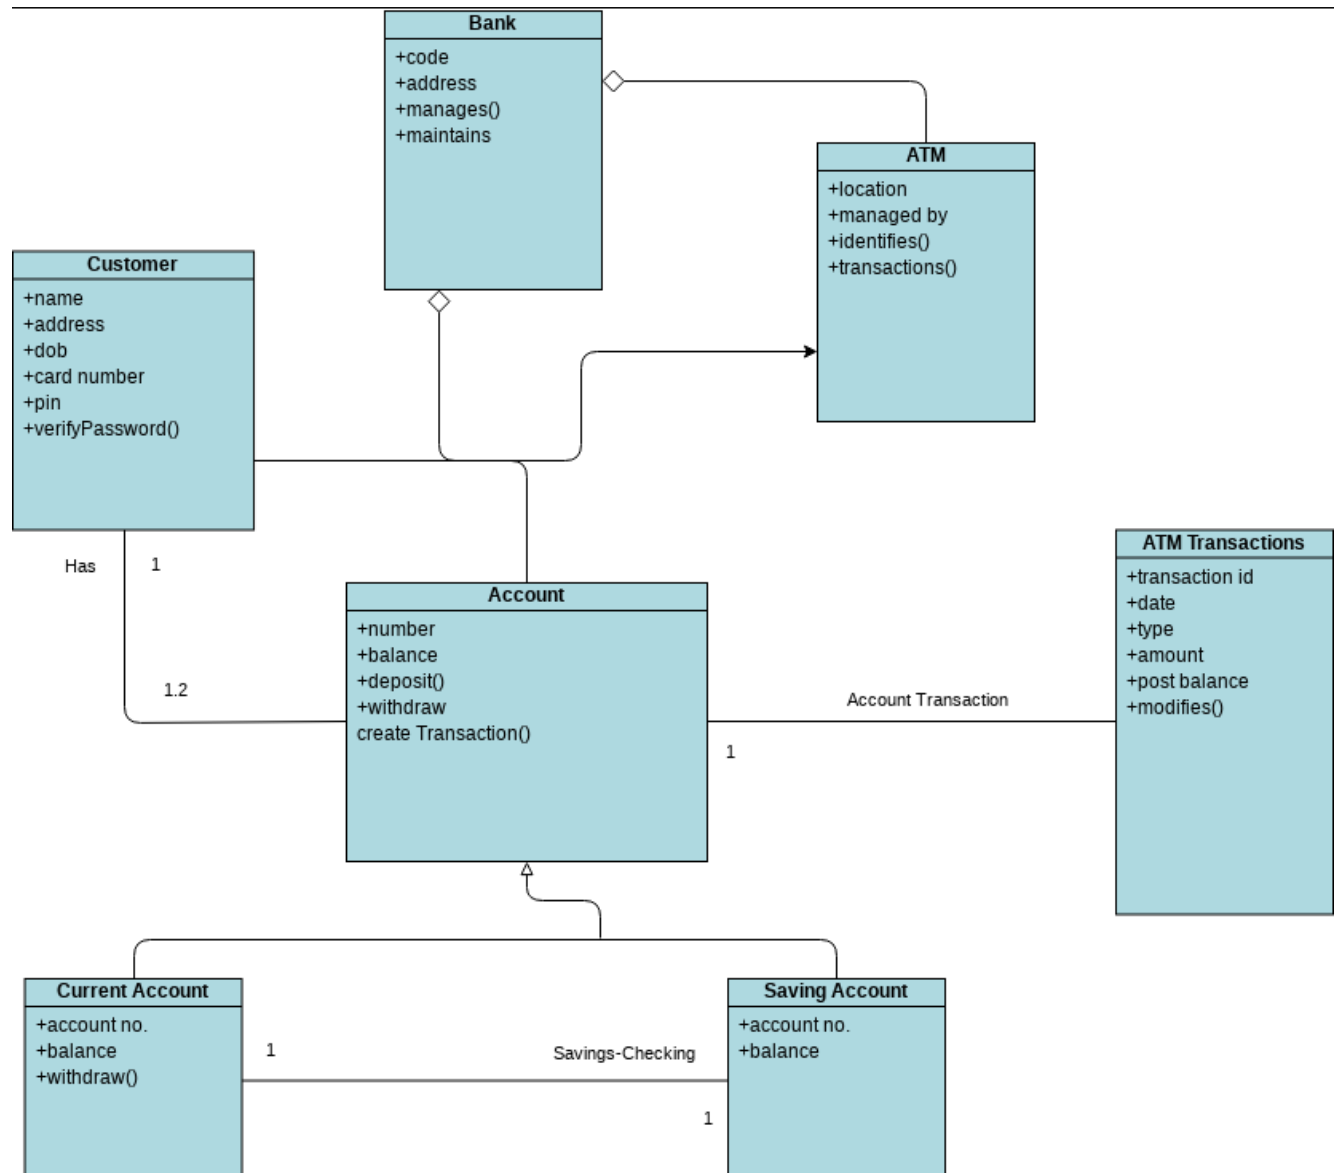 Bank
+code
+address
+manages()
+maintains
ATM
+location
+managed by
+identifies()
+transactions()
Customer
+name
+address
+dob
+card number
+pin
+verifyPassword()
Has
1
1.2
Account
+number
+balance
+deposit()
+withdraw
create Transaction()
Account Transaction
1
ATM Transactions
+transaction id
+date
+type
+amount
+post balance
+modifies()
Current Account
+account no.
+balance
+withdraw()
1
Savings-Checking
1
Saving Account
+account no.
+balance